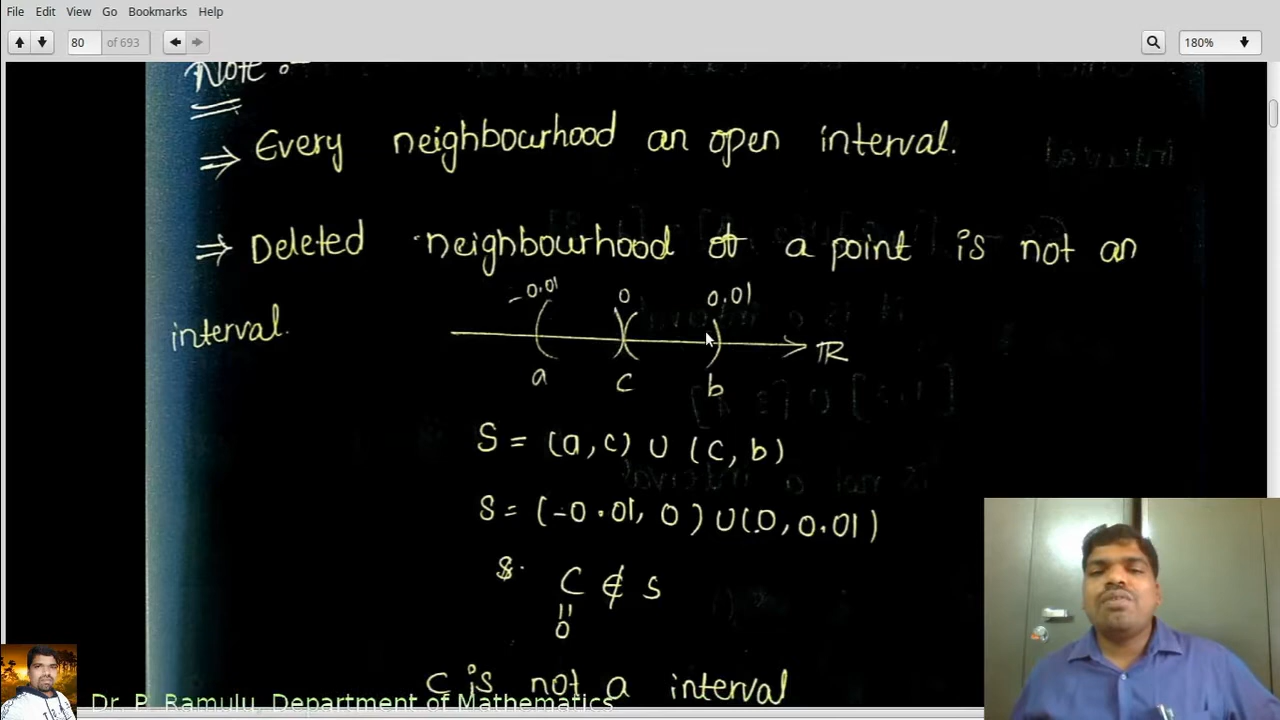 File Edit View Go Bookmarks Help
80 of 693 180%
Note :-
⇒ Every neighbourhood an open interval.
⇒ Deleted neighbourhood of a point is not an
interval.
-0.01 0 0.01
ℝ
a c b
S = (a, c) ∪ (c, b)
S = (-0.01, 0) ∪ (0, 0.01)
C ∉ S
=
0
C is not a interval
Dr. P. Ramulu, Department of Mathematics